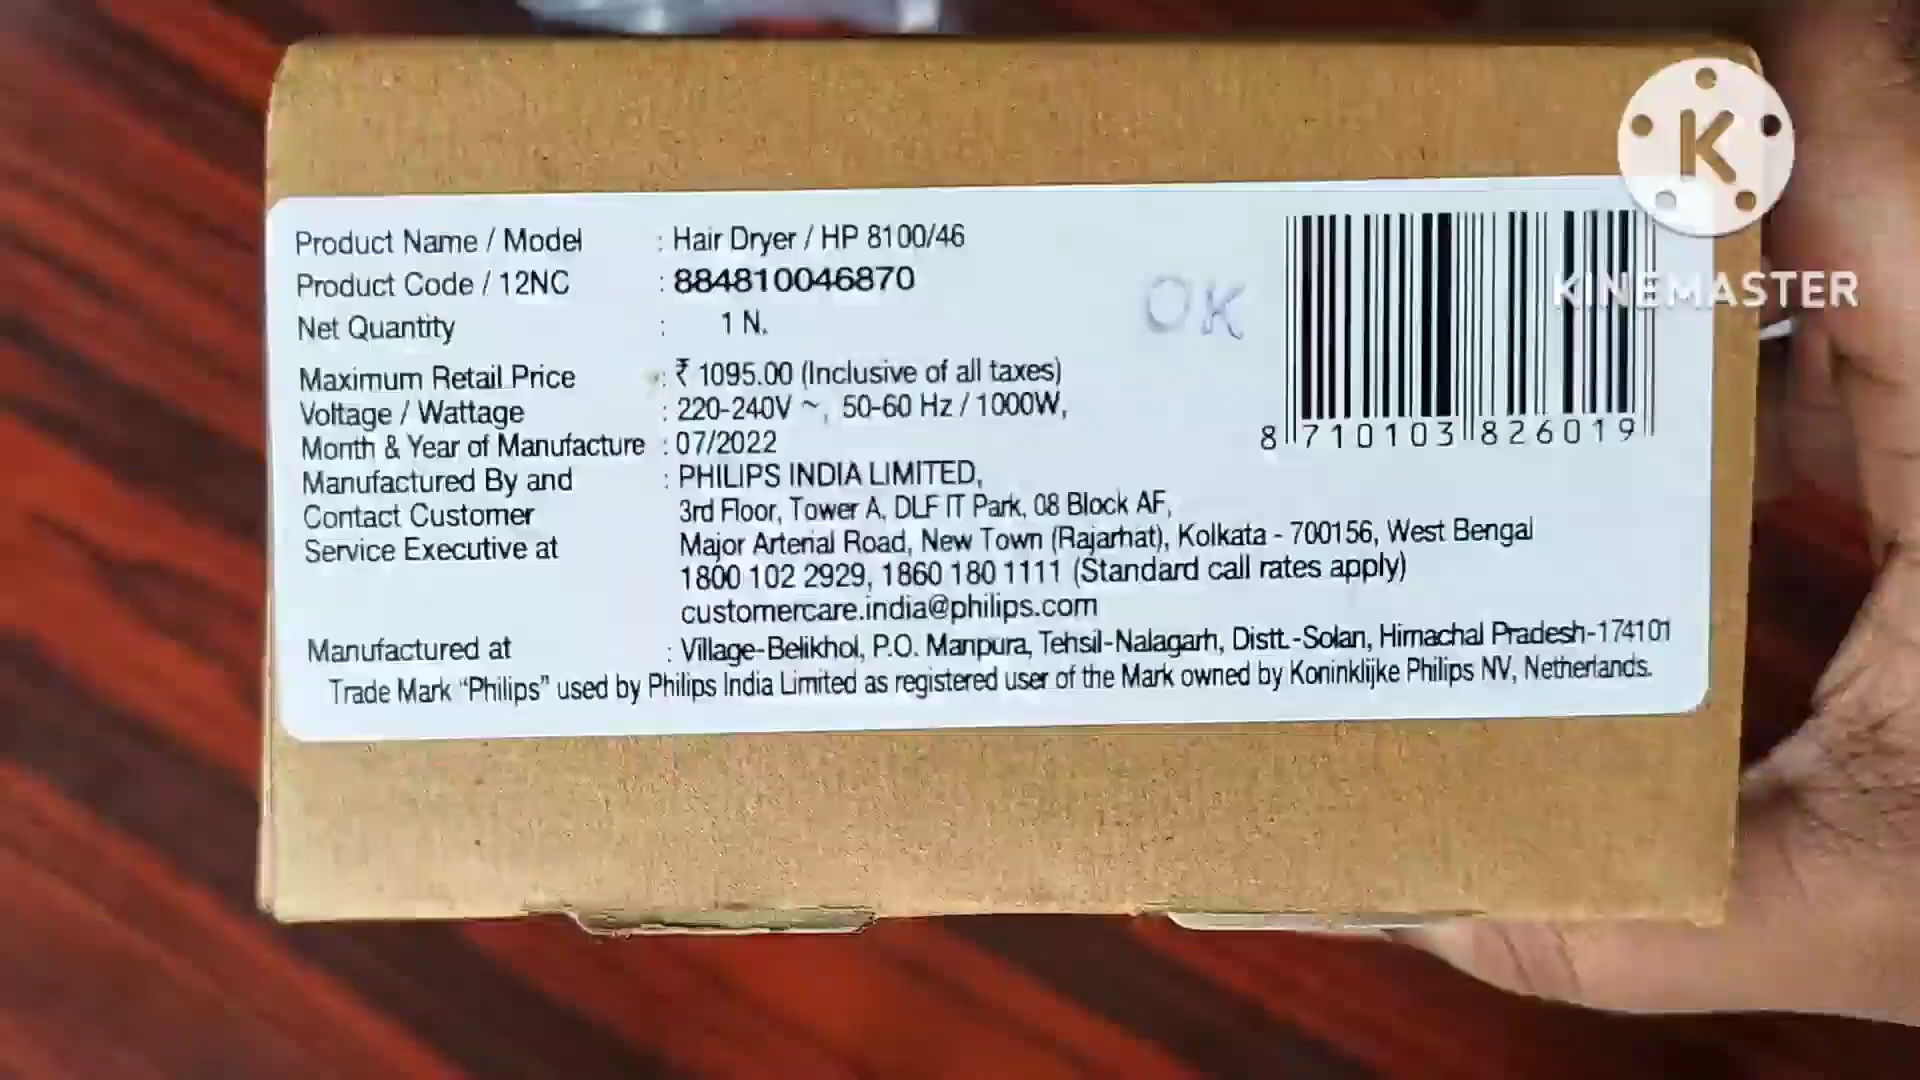 Product Name / Model : Hair Dryer / HP 8100/46
Product Code / 12NC : 884810046870
Net Quantity : 1 N.
Maximum Retail Price : ₹ 1095.00 (Inclusive of all taxes)
Voltage / Wattage : 220-240V ~, 50-60 Hz / 1000W,
Month & Year of Manufacture : 07/2022
Manufactured By and : PHILIPS INDIA LIMITED,
Contact Customer 3rd Floor, Tower A, DLF IT Park, 08 Block AF,
Service Executive at Major Arterial Road, New Town (Rajarhat), Kolkata - 700156, West Bengal
1800 102 2929, 1860 180 1111 (Standard call rates apply)
customercare.india@philips.com
Manufactured at : Village-Belikhol, P.O. Manpura, Tehsil-Nalagarh, Distt.-Solan, Himachal Pradesh-174101
Trade Mark “Philips” used by Philips India Limited as registered user of the Mark owned by Koninklijke Philips NV, Netherlands.
OK
8 710103 826019
K
KINEMASTER